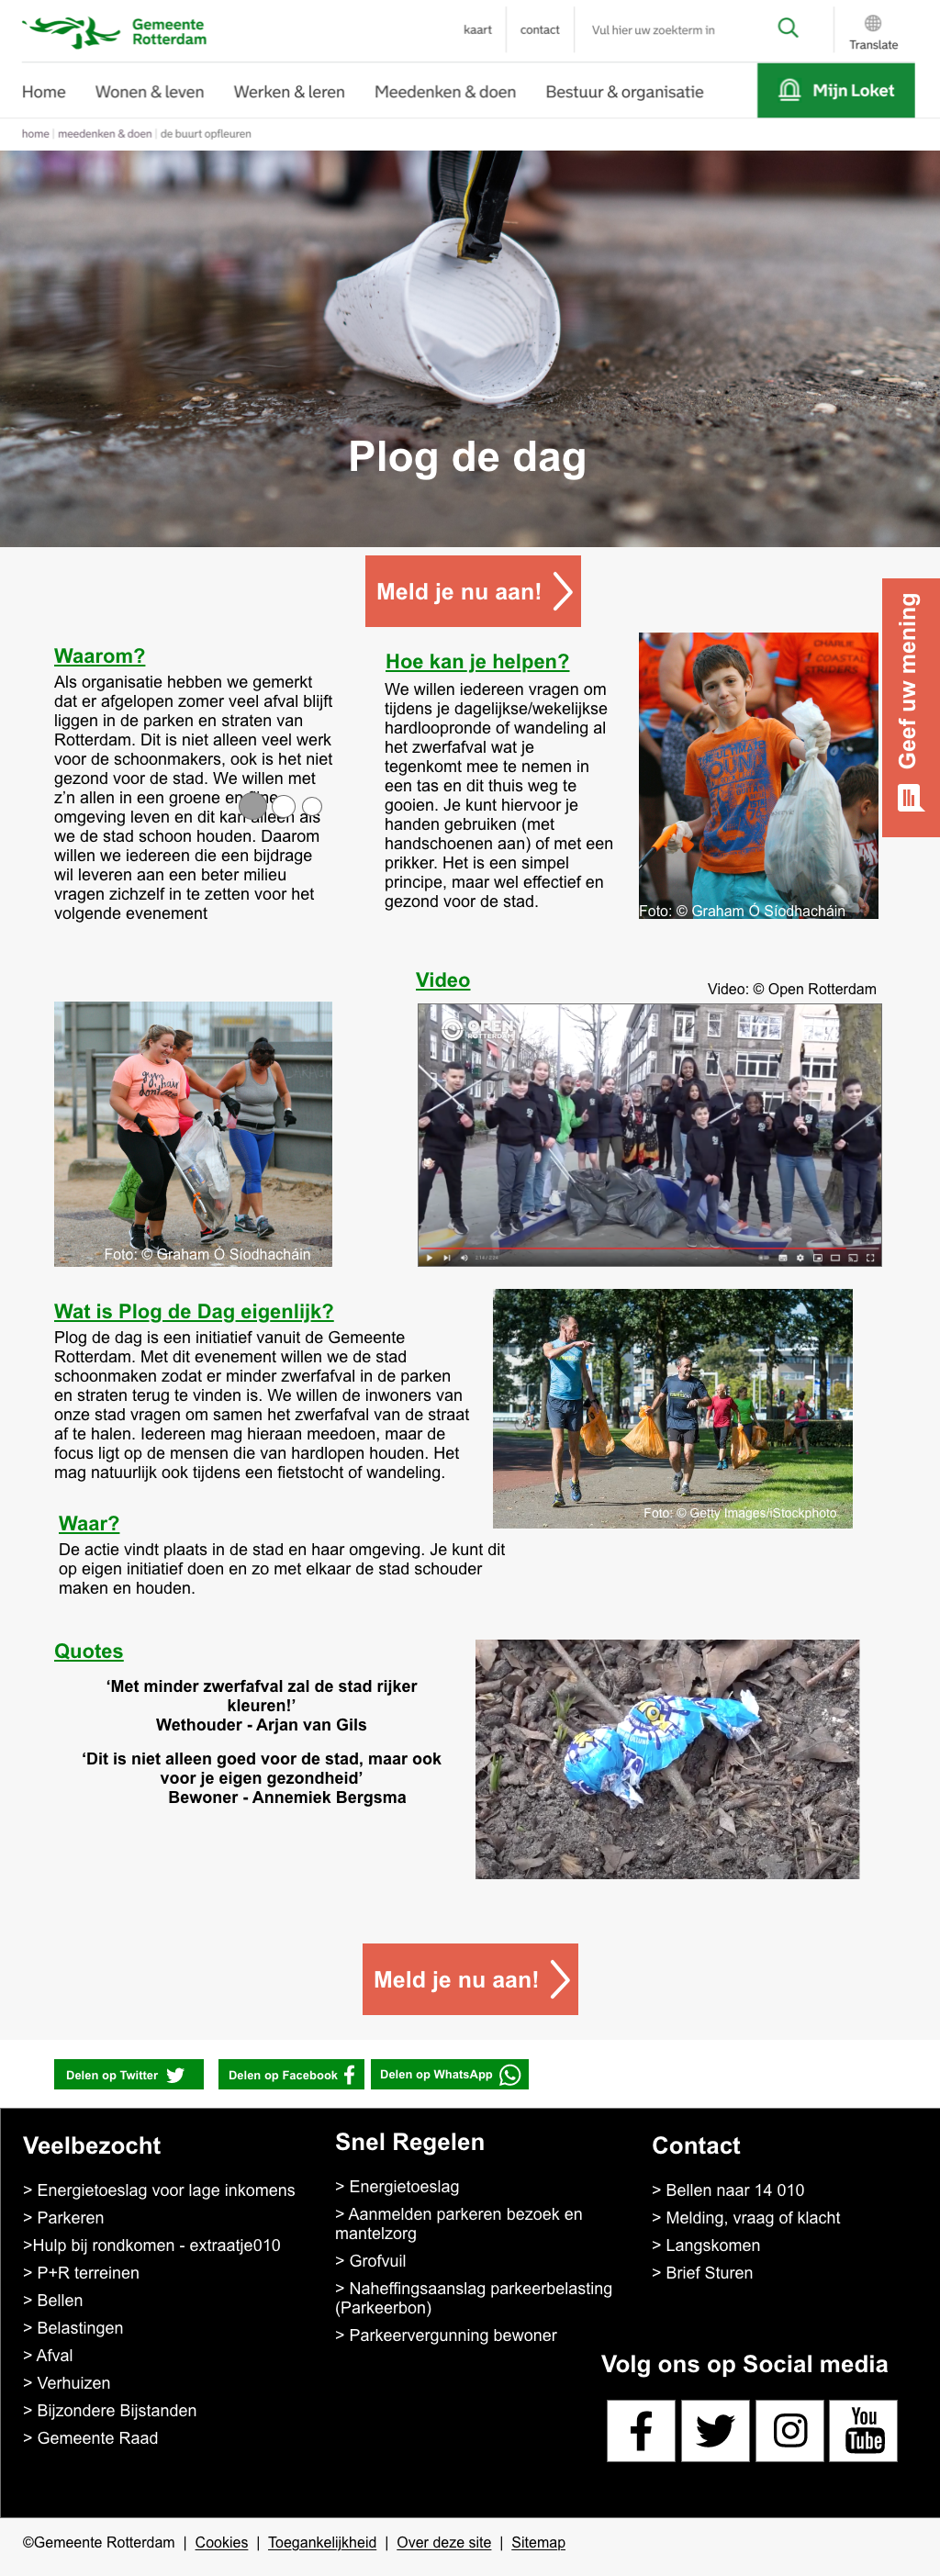 Gemeente
Rotterdam
kaart
contact
Vul hier uw zoekterm in
Translate
Home
Wonen & leven
Werken & leren
Meedenken & doen
Bestuur & organisatie
Mijn Loket
home | meedenken & doen | de buurt opfleuren
Plog de dag
Meld je nu aan!
Geef uw mening
Waarom?
Als organisatie hebben we gemerkt
dat er afgelopen zomer veel afval blijft
liggen in de parken en straten van
Rotterdam. Dit is niet alleen veel werk
voor de schoonmakers, ook is het niet
gezond voor de stad. We willen met
z'n allen in een groene en
omgeving leven en dit kan alleen als
we de stad schoon houden. Daarom
willen we iedereen die een bijdrage
wil leveren aan een beter milieu
vragen zichzelf in te zetten voor het
volgende evenement
Hoe kan je helpen?
We willen iedereen vragen om
tijdens je dagelijkse/wekelijkse
hardloopronde of wandeling al
het zwerfafval wat je
tegenkomt mee te nemen in
een tas en dit thuis weg te
gooien. Je kunt hiervoor je
handen gebruiken (met
handschoenen aan) of met een
prikker. Het is een simpel
principe, maar wel effectief en
gezond voor de stad.
CHARLIE
COASTAL
STRIDERS
Foto: © Graham Ó Síodhacháin
Video
Video: © Open Rotterdam
OPEN
ROTTERDAM
gym hair
don't care
Foto: © Graham Ó Síodhacháin
Wat is Plog de Dag eigenlijk?
Plog de dag is een initiatief vanuit de Gemeente
Rotterdam. Met dit evenement willen we de stad
schoonmaken zodat er minder zwerfafval in de parken
en straten terug te vinden is. We willen de inwoners van
onze stad vragen om samen het zwerfafval van de straat
af te halen. Iedereen mag hieraan meedoen, maar de
focus ligt op de mensen die van hardlopen houden. Het
mag natuurlijk ook tijdens een fietstocht of wandeling.
Foto: © Getty Images/iStockphoto
Waar?
De actie vindt plaats in de stad en haar omgeving. Je kunt dit
op eigen initiatief doen en zo met elkaar de stad schouder
maken en houden.
Quotes
‘Met minder zwerfafval zal de stad rijker
kleuren!’
Wethouder - Arjan van Gils
‘Dit is niet alleen goed voor de stad, maar ook
voor je eigen gezondheid’
Bewoner - Annemiek Bergsma
Meld je nu aan!
Delen op Twitter
Delen op Facebook
Delen op WhatsApp
Veelbezocht
> Energietoeslag voor lage inkomens
> Parkeren
>Hulp bij rondkomen - extraatje010
> P+R terreinen
> Bellen
> Belastingen
> Afval
> Verhuizen
> Bijzondere Bijstanden
> Gemeente Raad
Snel Regelen
> Energietoeslag
> Aanmelden parkeren bezoek en
mantelzorg
> Grofvuil
> Naheffingsaanslag parkeerbelasting
(Parkeerbon)
> Parkeervergunning bewoner
Contact
> Bellen naar 14 010
> Melding, vraag of klacht
> Langskomen
> Brief Sturen
Volg ons op Social media
You
Tube
©Gemeente Rotterdam | Cookies | Toegankelijkheid | Over deze site | Sitemap